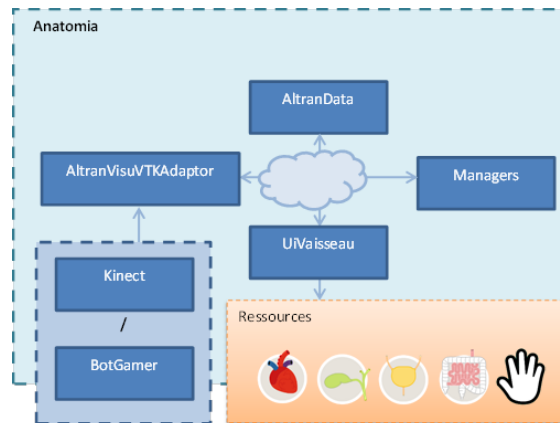 Anatomia
AltranData
AltranVisuVTKAdaptor
Managers
UiVaisseau
Kinect
/
BotGamer
Ressources